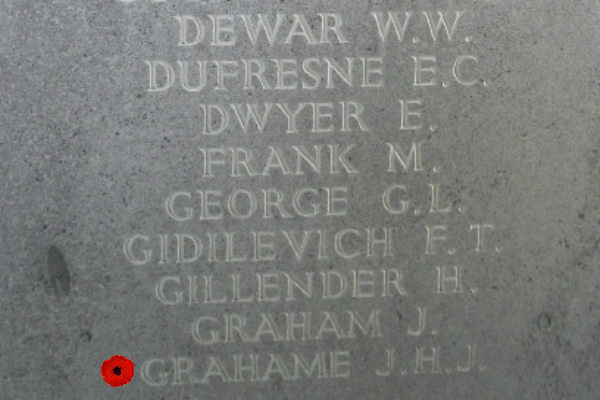 DEWAR W.W.
DUFRESNE E.C.
DWYER E.
FRANK M.
GEORGE G.L.
GIDILEVICH F.T.
GILLENDER H.
GRAHAM J.
GRAHAME J.H.J.